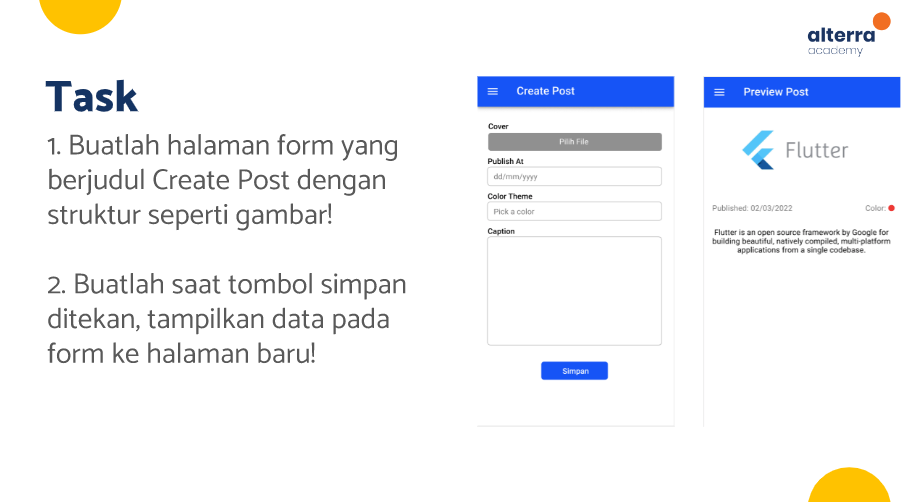 alterra
academy
Task
1. Buatlah halaman form yang
berjudul Create Post dengan
struktur seperti gambar!
2. Buatlah saat tombol simpan
ditekan, tampilkan data pada
form ke halaman baru!
Create Post
Cover
Pilih File
Publish At
dd/mm/yyyy
Color Theme
Pick a color
Caption
Simpan
Preview Post
Flutter
Published: 02/03/2022
Color:
Flutter is an open source framework by Google for
building beautiful, natively compiled, multi-platform
applications from a single codebase.